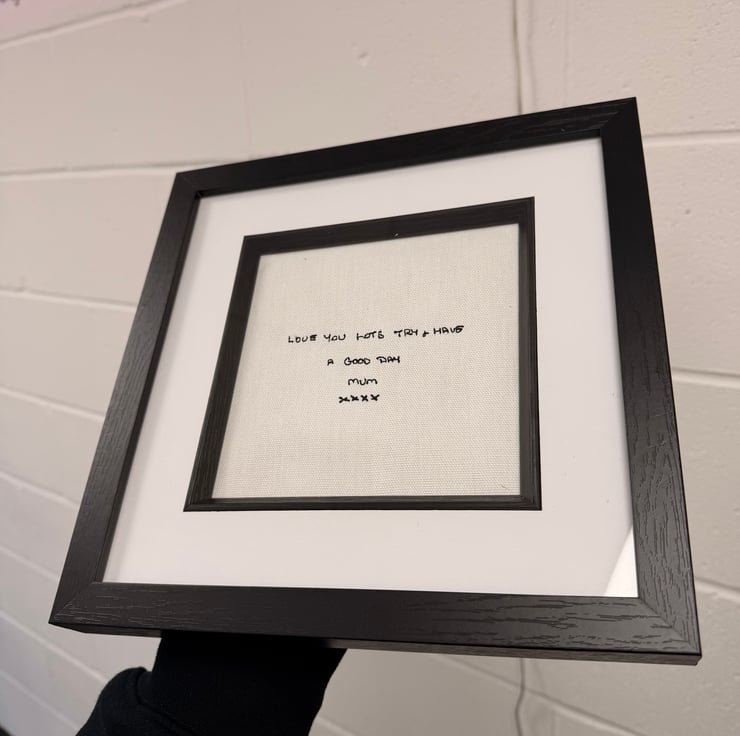 LOVE YOU LOTS TRY & HAVE
A GOOD DAY
MUM
xxxx